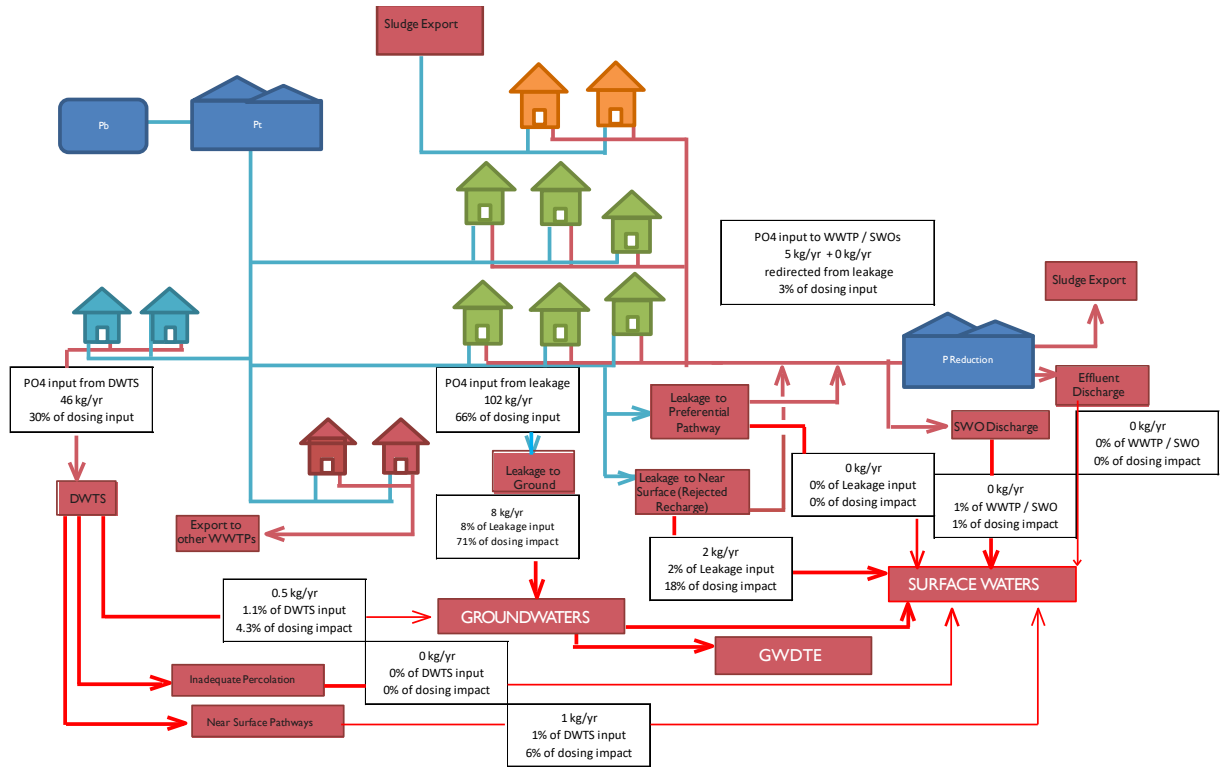 Sludge Export
Pb
Pt
PO4 input to WWTP / SWOs
5 kg/yr + 0 kg/yr
redirected from leakage
3% of dosing input
Sludge Export
P Reduction
Effluent
Discharge
PO4 input from DWTS
46 kg/yr
30% of dosing input
PO4 input from leakage
102 kg/yr
66% of dosing input
Leakage to
Preferential
Pathway
SWO Discharge
0 kg/yr
0% of WWTP / SWO
0% of dosing impact
DWTS
Leakage to
Ground
Leakage to Near
Surface (Rejected
Recharge)
0 kg/yr
0% of Leakage input
0% of dosing impact
0 kg/yr
1% of WWTP / SWO
1% of dosing impact
Export to
other WWTPs
8 kg/yr
8% of Leakage input
71% of dosing impact
2 kg/yr
2% of Leakage input
18% of dosing impact
SURFACE WATERS
0.5 kg/yr
1.1% of DWTS input
4.3% of dosing impact
GROUNDWATERS
GWDTE
Inadequate Percolation
0 kg/yr
0% of DWTS input
0% of dosing impact
Near Surface Pathways
1 kg/yr
1% of DWTS input
6% of dosing impact